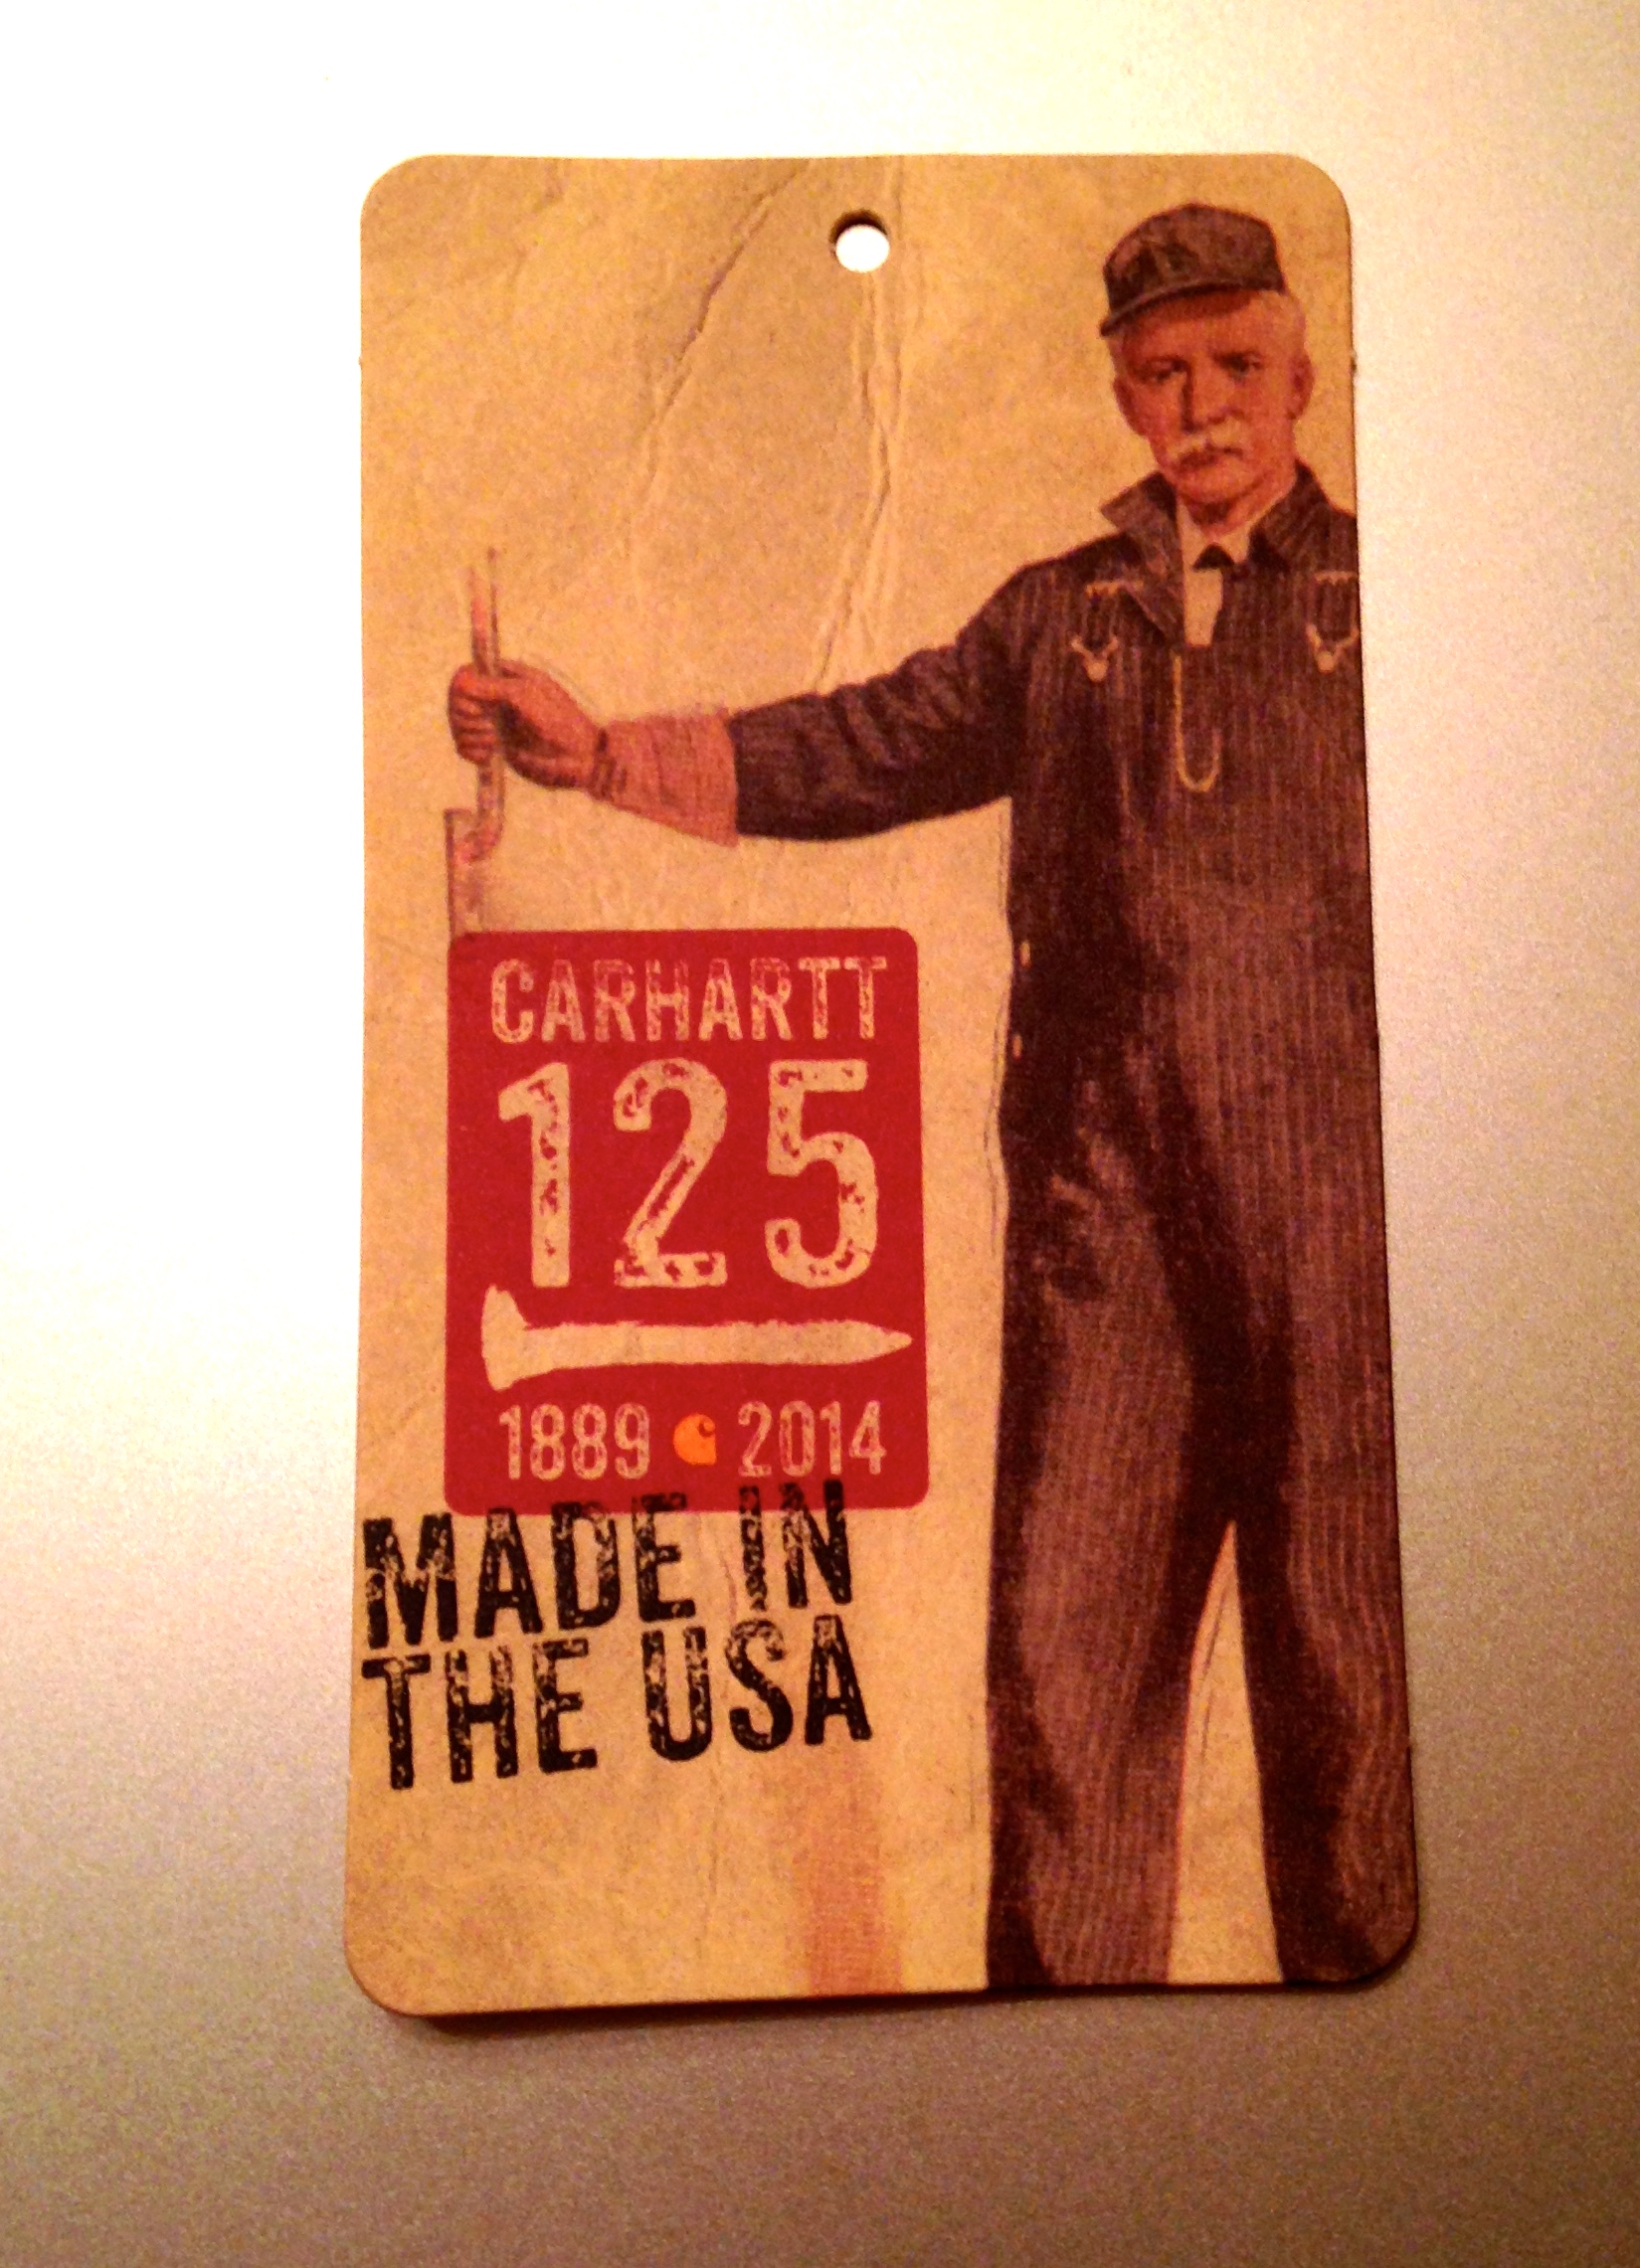 CARHARTT
125
1889 2014
MADE IN
THE USA